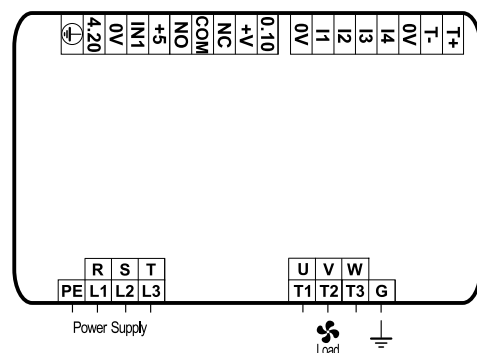 4.20 0V IN1 +5 NO COM NC +V 0.10 0V I1 I2 I3 I4 0V T- T+
R S T U V W
PE L1 L2 L3 T1 T2 T3 G
Power Supply
Load